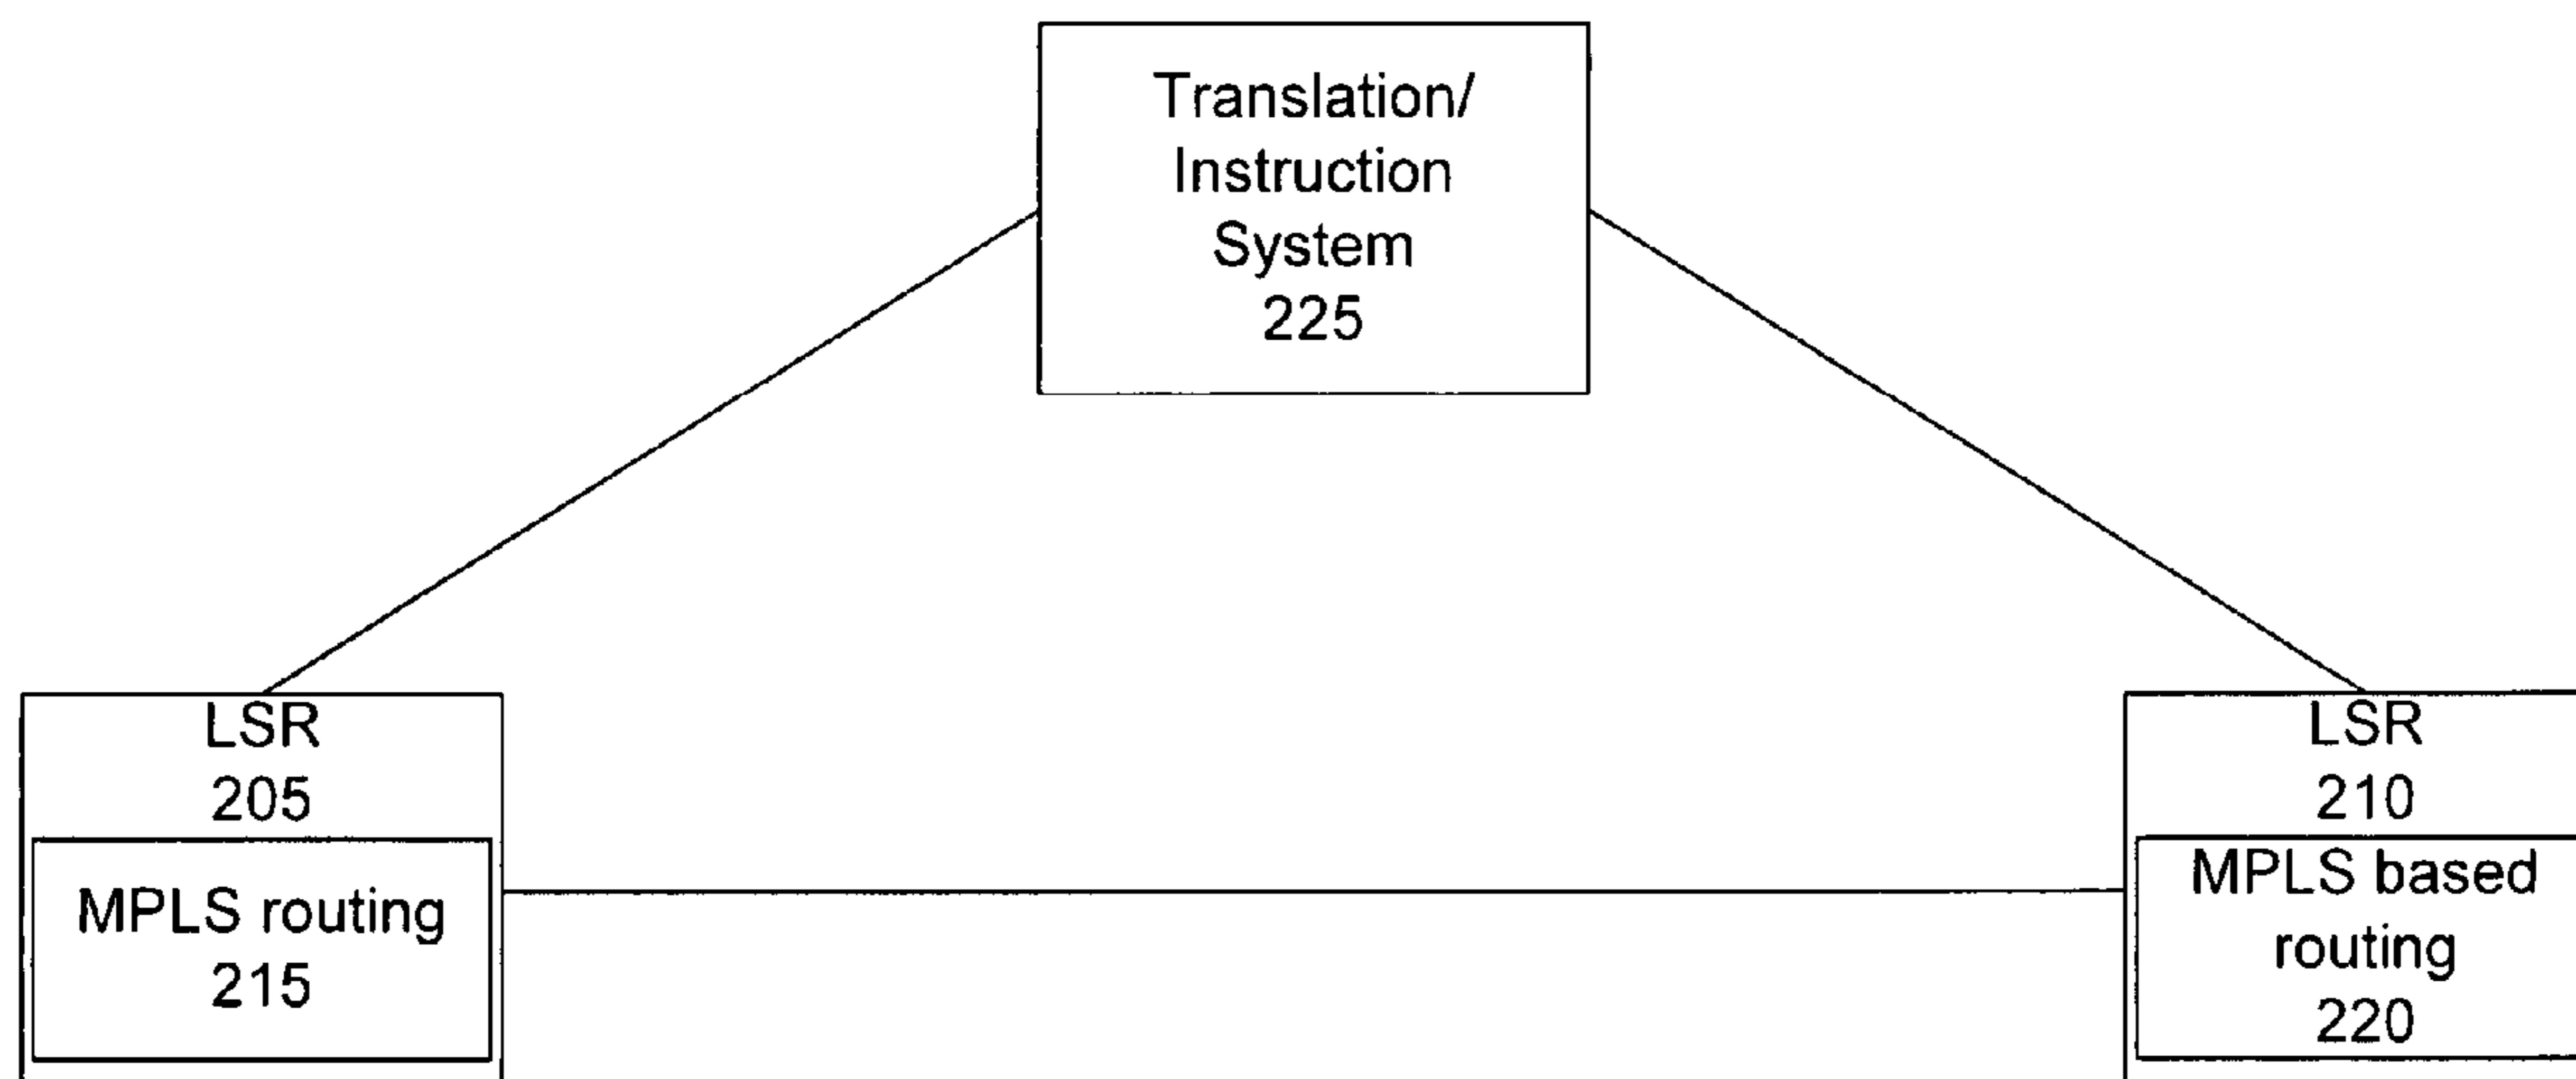 Translation/
Instruction
System
225
LSR
205
MPLS routing
215
LSR
210
MPLS based
routing
220